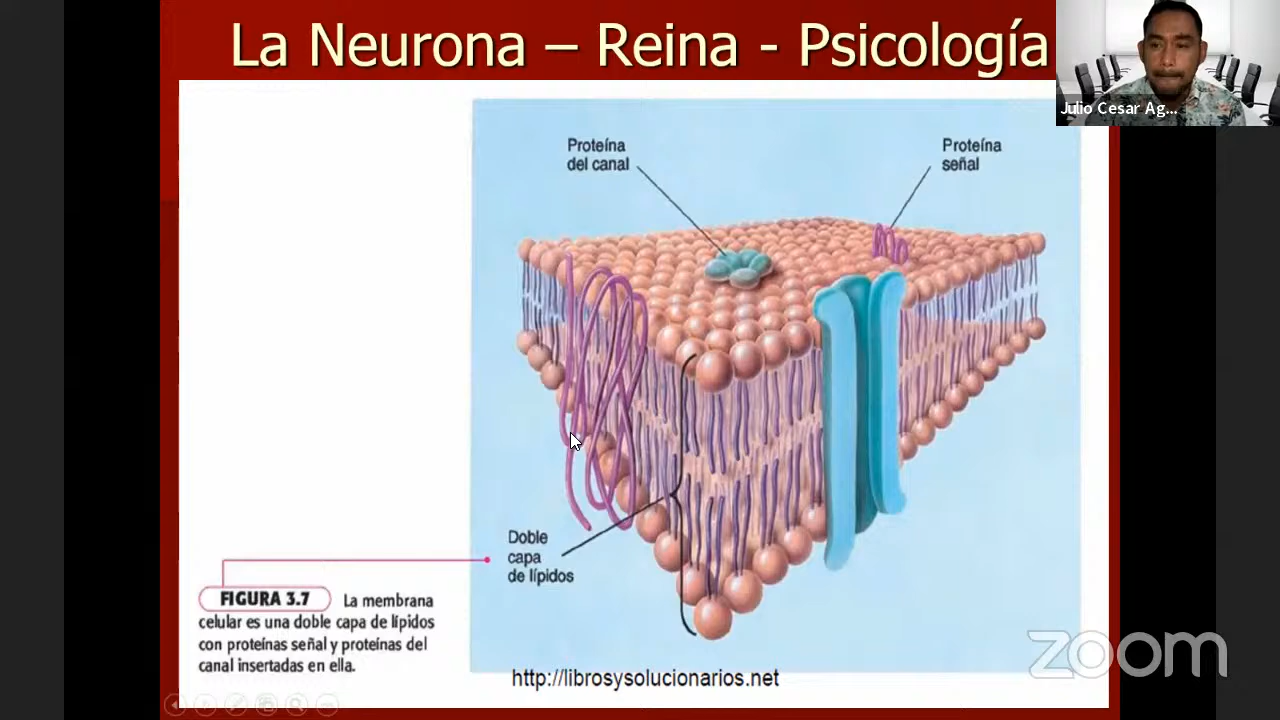 La Neurona – Reina - Psicología
Julio Cesar Ag...
Proteína
del canal
Proteína
señal
Doble
capa
de lípidos
FIGURA 3.7 La membrana
celular es una doble capa de lípidos
con proteínas señal y proteínas del
canal insertadas en ella.
http://librosysolucionarios.net
zoom